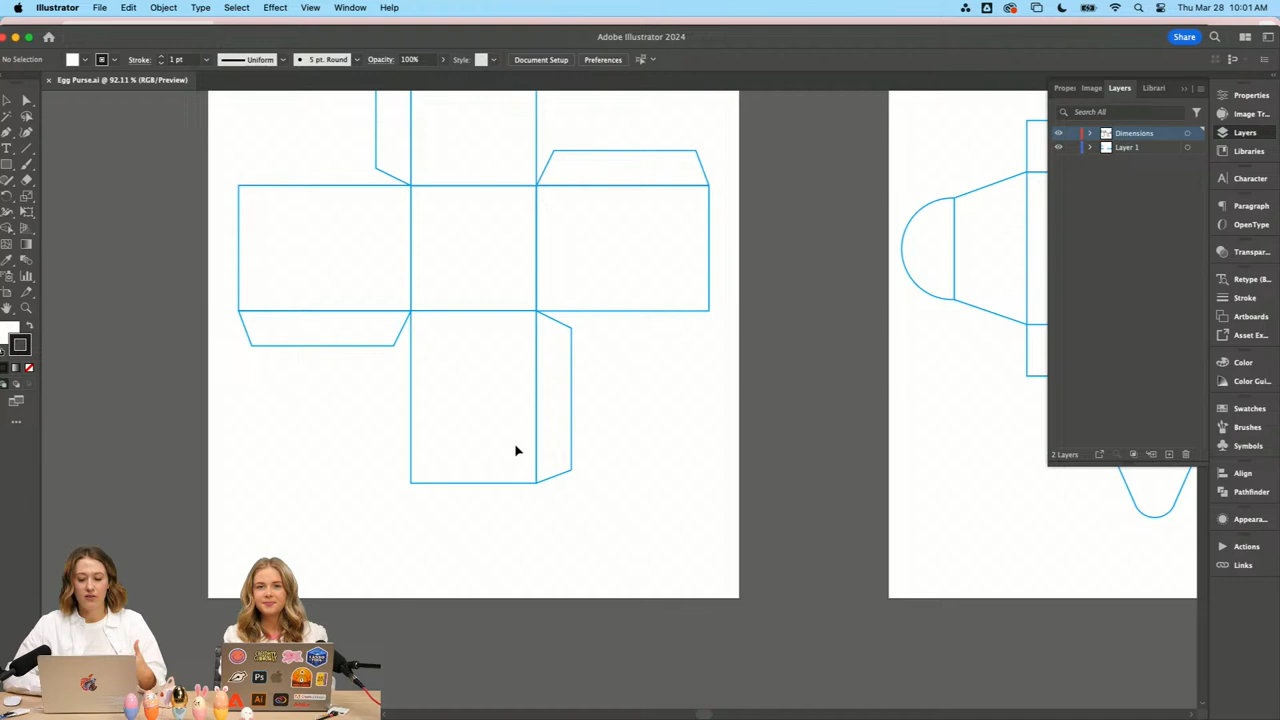 Illustrator File Edit Object Type Select Effect View Window Help Thu Mar 28 10:01 AM
Adobe Illustrator 2024
Share
No Selection Stroke: 1 pt Uniform 5 pt. Round Opacity: 100% Style: Document Setup Preferences
× Egg Purse.ai @ 92.11 % (RGB/Preview)
Proper Image Layers Librari
Search All
Dimensions
Layer 1
2 Layers
Properties
Image Tr...
Layers
Libraries
Character
Paragraph
OpenType
Transpar...
Retype (B...
Stroke
Artboards
Asset Ex...
Color
Color Gui...
Swatches
Brushes
Symbols
Align
Pathfinder
Appeara...
Actions
Links
Ps
Ai